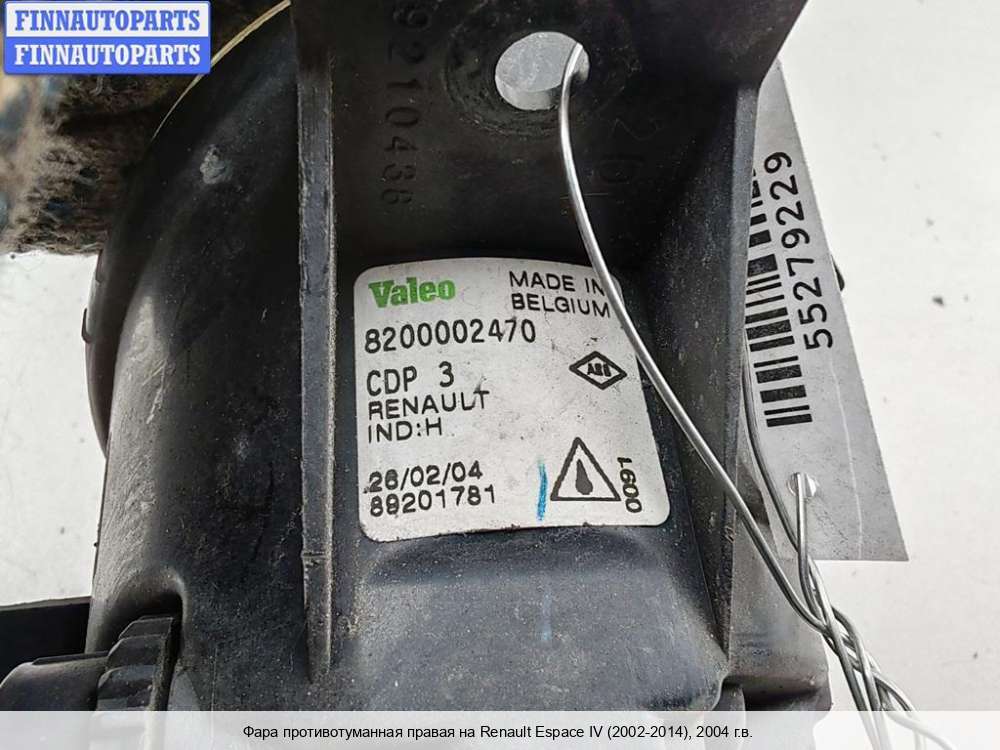 FINNAUTOPARTS
FINNAUTOPARTS
Valeo
MADE IN
BELGIUM
8200002470
CDP 3
RENAULT
IND:H
26/02/04
89201781
0091
55279229
Фара противотуманная правая на Renault Espace IV (2002-2014), 2004 г.в.